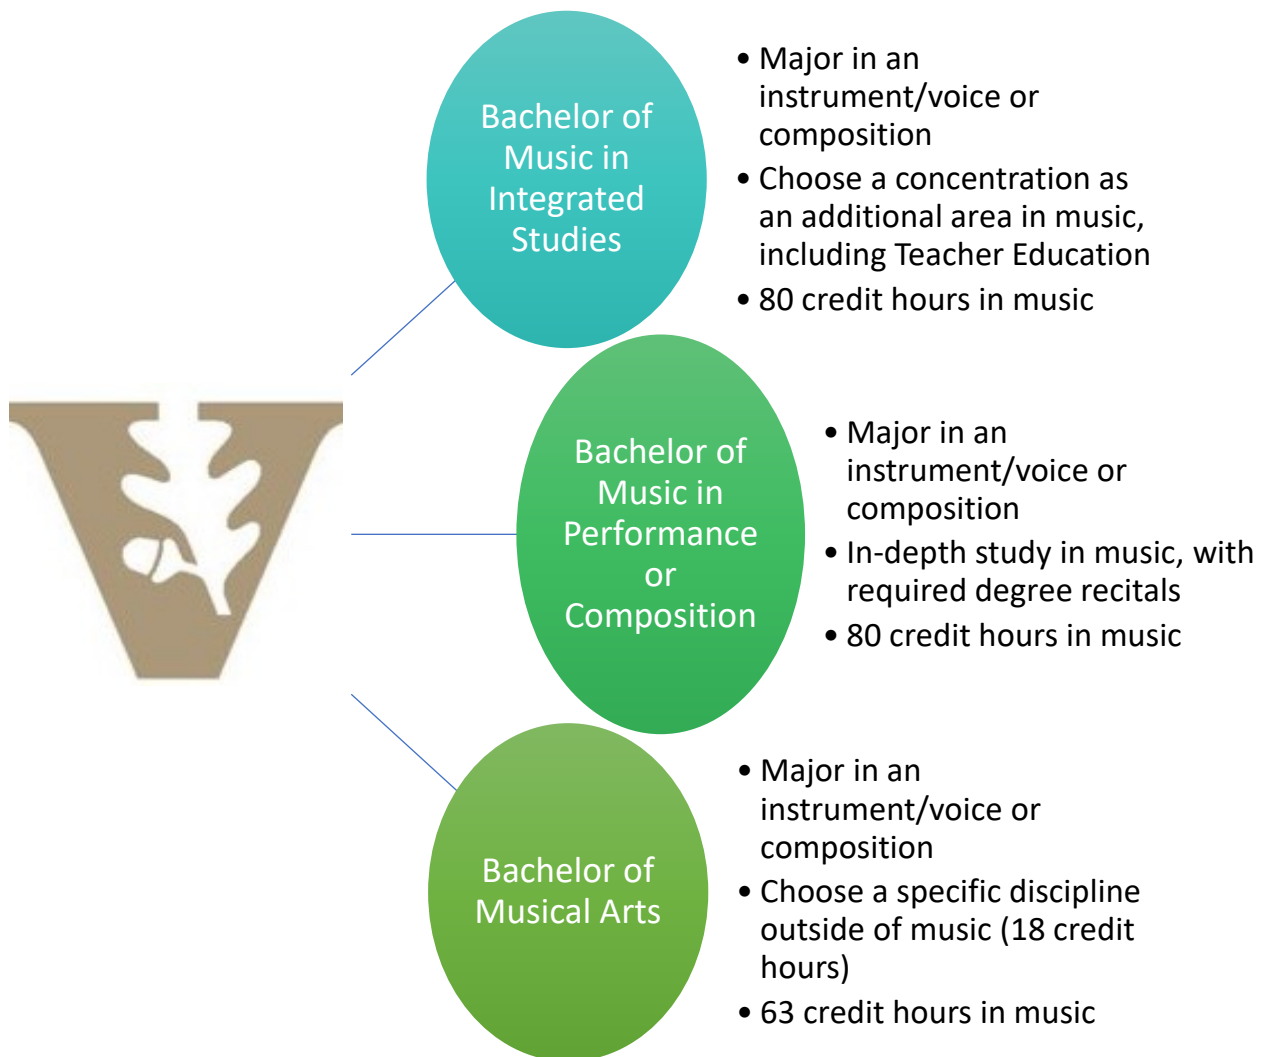 Bachelor of
Music in
Integrated
Studies
• Major in an
instrument/voice or
composition
• Choose a concentration as
an additional area in music,
including Teacher Education
• 80 credit hours in music
Bachelor of
Music in
Performance
or
Composition
• Major in an
instrument/voice or
composition
• In-depth study in music, with
required degree recitals
• 80 credit hours in music
V
Bachelor of
Musical Arts
• Major in an
instrument/voice or
composition
• Choose a specific discipline
outside of music (18 credit
hours)
• 63 credit hours in music